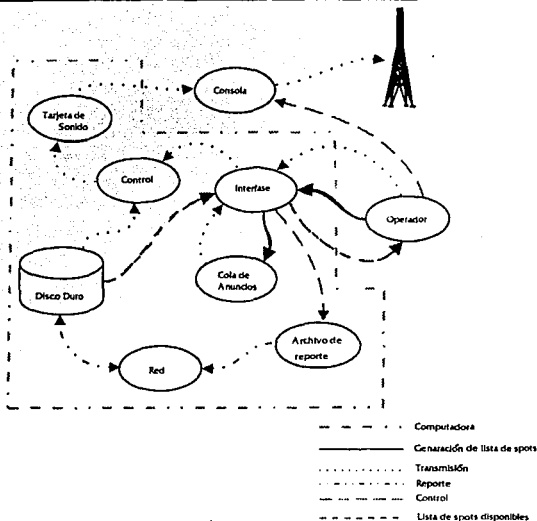 Consola
Tarjeta de
Sonido
Control
Interfase
Operador
Disco Duro
Cola de
Anuncios
Archivo de
reporte
Red
Computadora
Genaración de lista de spots
Transmisión
Reporte
Control
Lista de spots disponibles